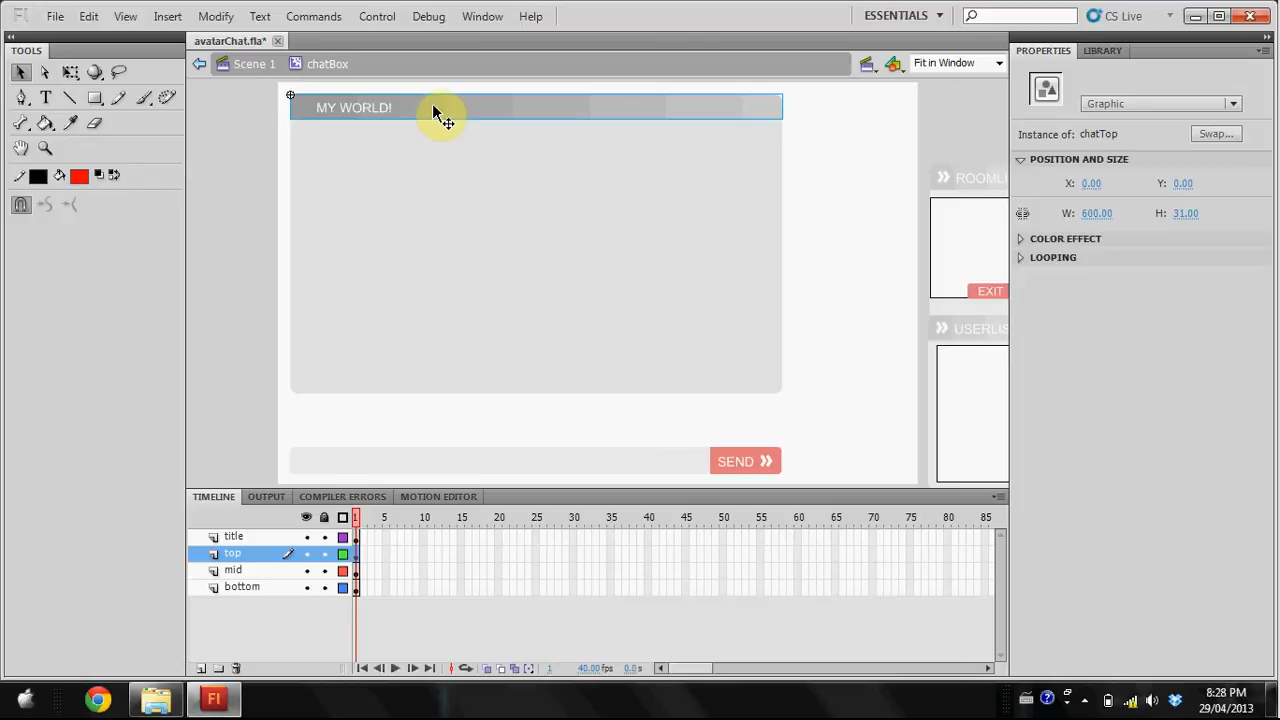 Fl File Edit View Insert Modify Text Commands Control Debug Window Help ESSENTIALS CS Live
avatarChat.fla*
TOOLS
Scene 1 chatBox Fit in Window
MY WORLD!
ROOMLI
EXIT
USERLIS
SEND
PROPERTIES LIBRARY
Graphic
Instance of: chatTop Swap...
POSITION AND SIZE
X: 0.00 Y: 0.00
W: 600.00 H: 31.00
COLOR EFFECT
LOOPING
TIMELINE OUTPUT COMPILER ERRORS MOTION EDITOR
1 5 10 15 20 25 30 35 40 45 50 55 60 65 70 75 80 85
title
top
mid
bottom
1 40.00 fps 0.0 s
Fl
8:28 PM
29/04/2013